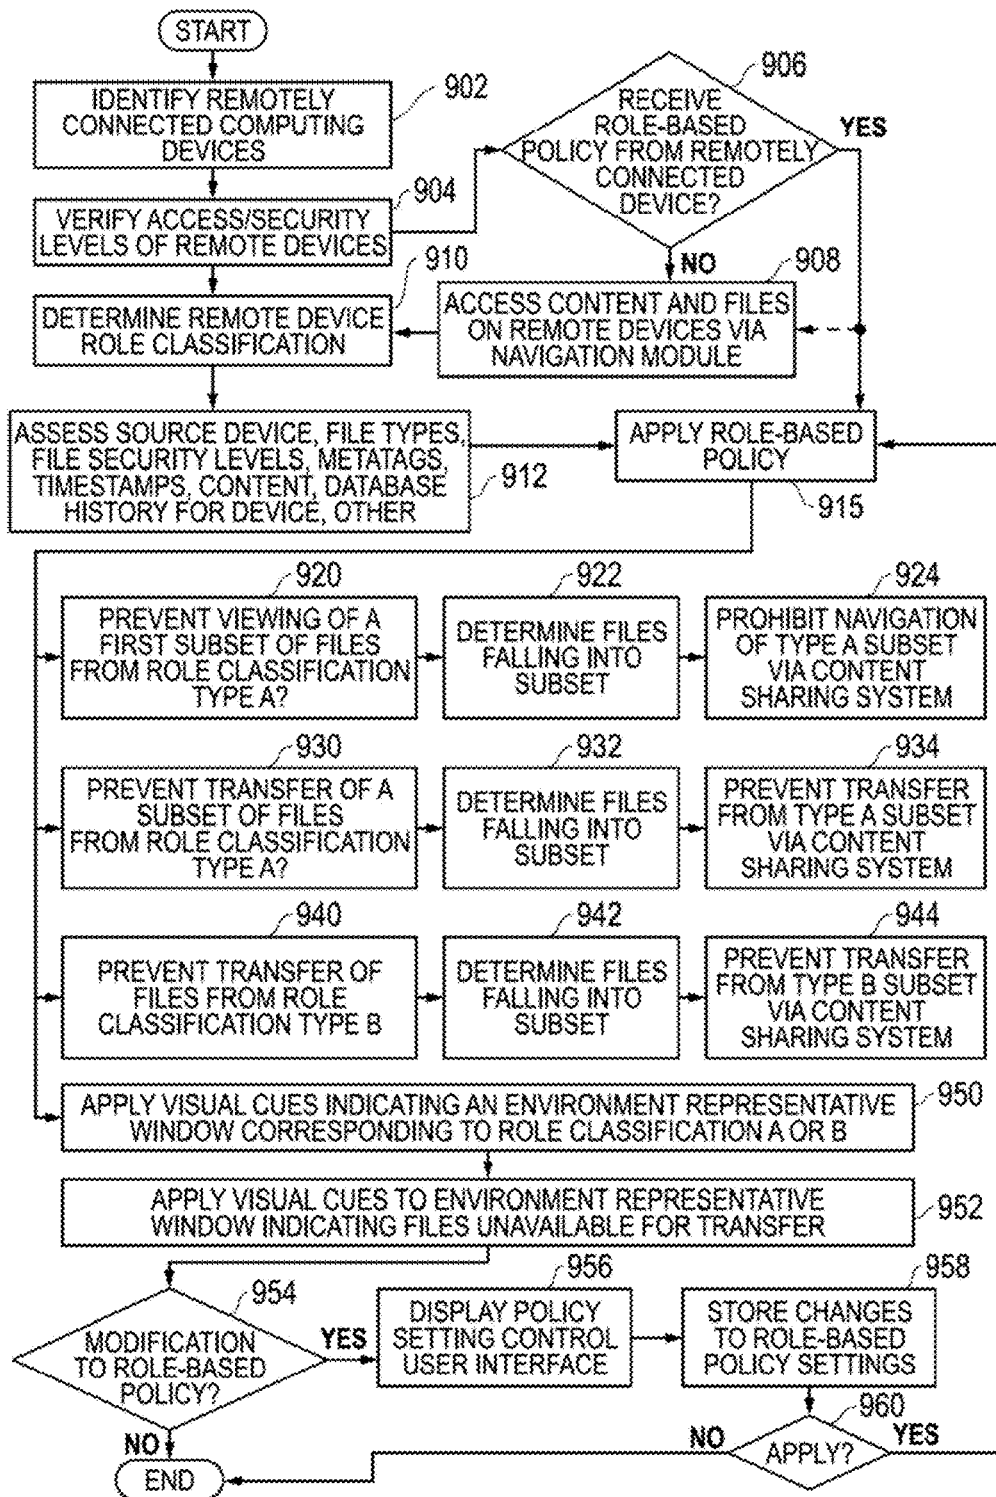 START
IDENTIFY REMOTELY
CONNECTED COMPUTING
DEVICES
902
VERIFY ACCESS/SECURITY
LEVELS OF REMOTE DEVICES
904
RECEIVE
ROLE-BASED
POLICY FROM REMOTELY
CONNECTED
DEVICE?
906
YES
NO
ACCESS CONTENT AND FILES
ON REMOTE DEVICES VIA
NAVIGATION MODULE
908
DETERMINE REMOTE DEVICE
ROLE CLASSIFICATION
910
ASSESS SOURCE DEVICE, FILE TYPES,
FILE SECURITY LEVELS, METATAGS,
TIMESTAMPS, CONTENT, DATABASE
HISTORY FOR DEVICE, OTHER
912
APPLY ROLE-BASED
POLICY
915
920
PREVENT VIEWING OF A
FIRST SUBSET OF FILES
FROM ROLE CLASSIFICATION
TYPE A?
922
DETERMINE FILES
FALLING INTO
SUBSET
924
PROHIBIT NAVIGATION
OF TYPE A SUBSET
VIA CONTENT
SHARING SYSTEM
930
PREVENT TRANSFER OF A
SUBSET OF FILES
FROM ROLE CLASSIFICATION
TYPE A?
932
DETERMINE FILES
FALLING INTO
SUBSET
934
PREVENT TRANSFER
FROM TYPE A SUBSET
VIA CONTENT
SHARING SYSTEM
940
PREVENT TRANSFER OF
FILES FROM ROLE
CLASSIFICATION TYPE B
942
DETERMINE FILES
FALLING INTO
SUBSET
944
PREVENT TRANSFER
FROM TYPE B SUBSET
VIA CONTENT
SHARING SYSTEM
APPLY VISUAL CUES INDICATING AN ENVIRONMENT REPRESENTATIVE
WINDOW CORRESPONDING TO ROLE CLASSIFICATION A OR B
950
APPLY VISUAL CUES TO ENVIRONMENT REPRESENTATIVE
WINDOW INDICATING FILES UNAVAILABLE FOR TRANSFER
952
954
MODIFICATION
TO ROLE-BASED
POLICY?
YES
NO
956
DISPLAY POLICY
SETTING CONTROL
USER INTERFACE
958
STORE CHANGES
TO ROLE-BASED
POLICY SETTINGS
960
APPLY?
NO
YES
END